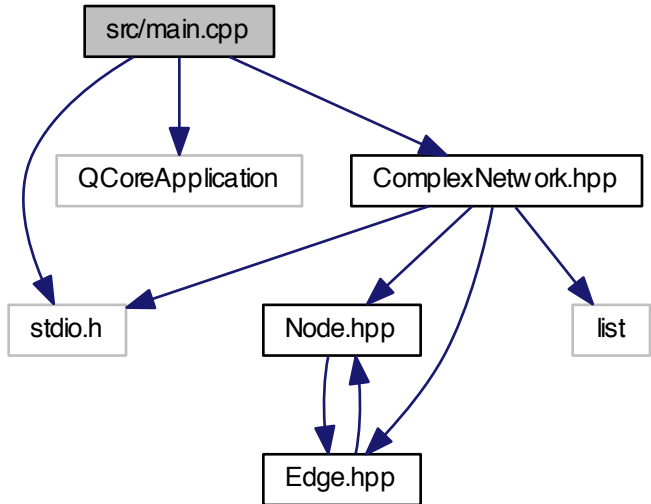 src/main.cpp
QCoreApplication
ComplexNetwork.hpp
stdio.h
Node.hpp
list
Edge.hpp